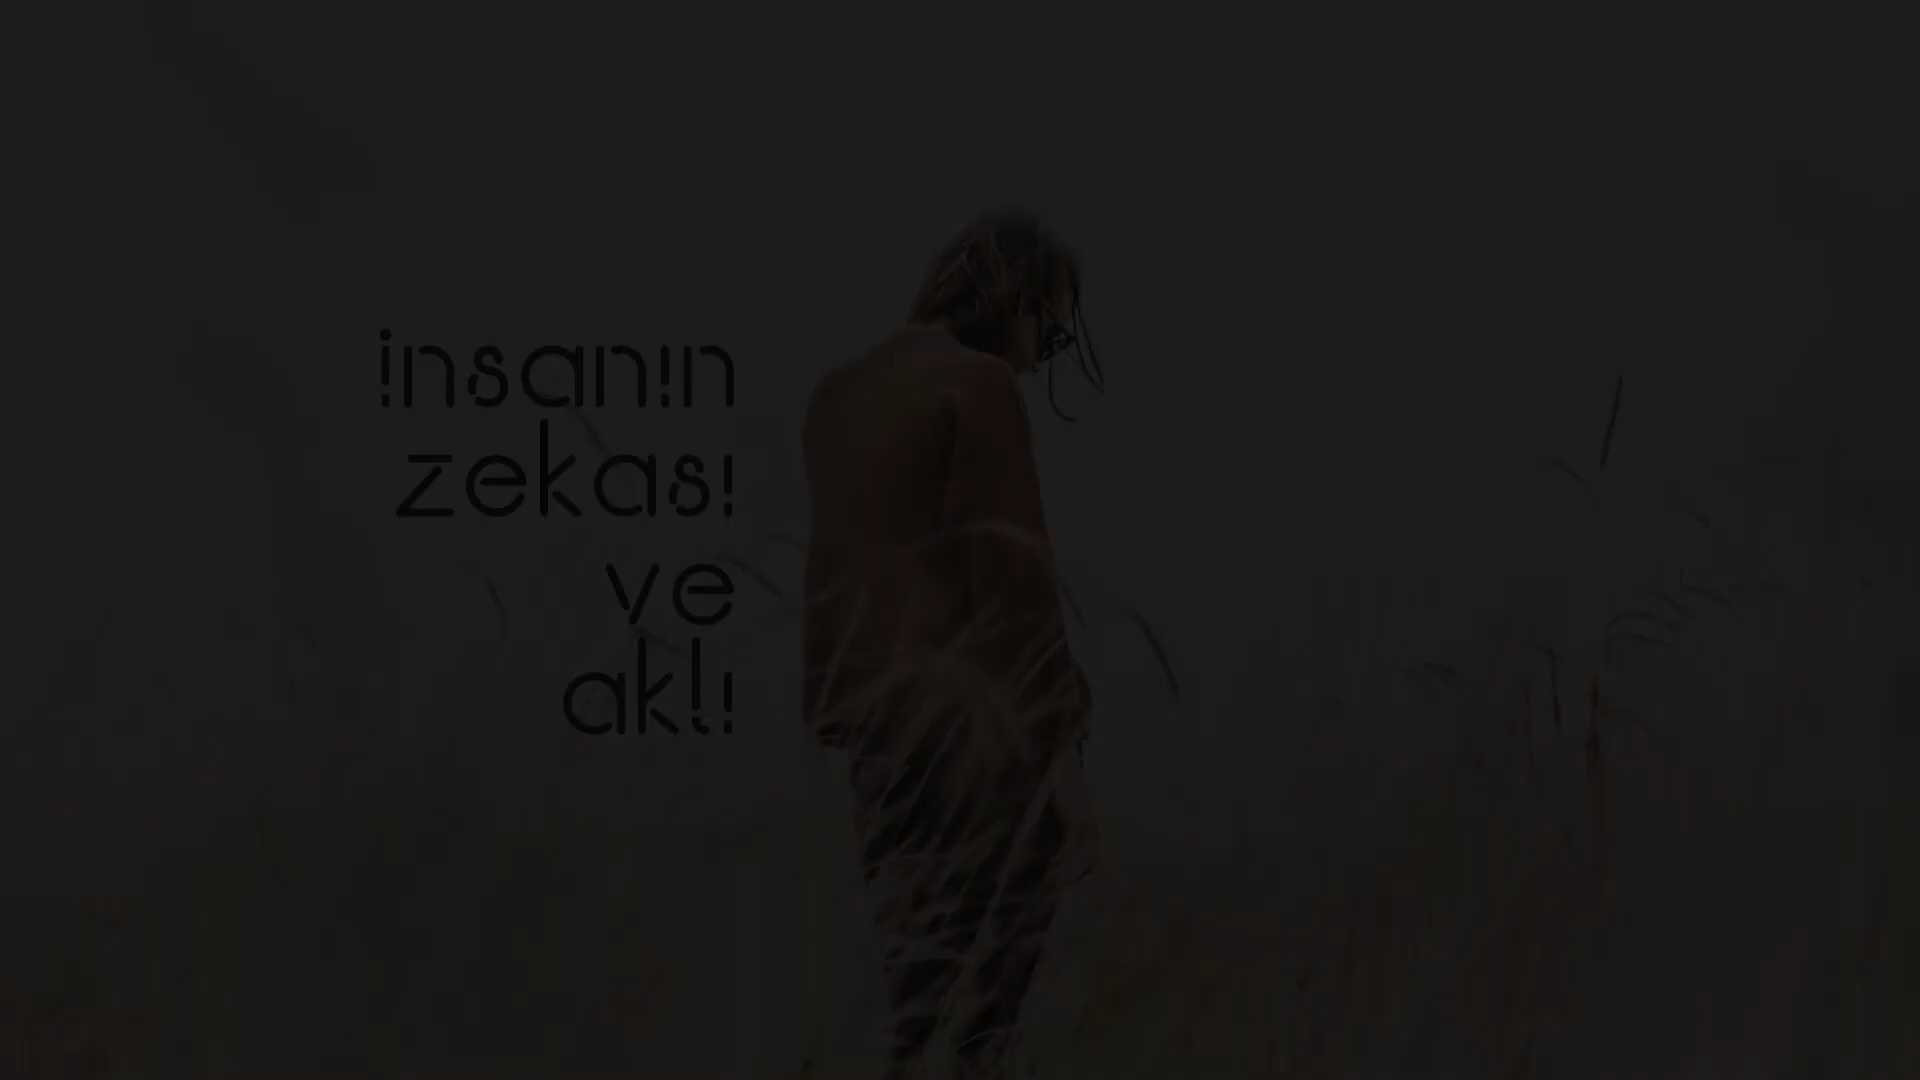 insanın
zekası
ve
aklı